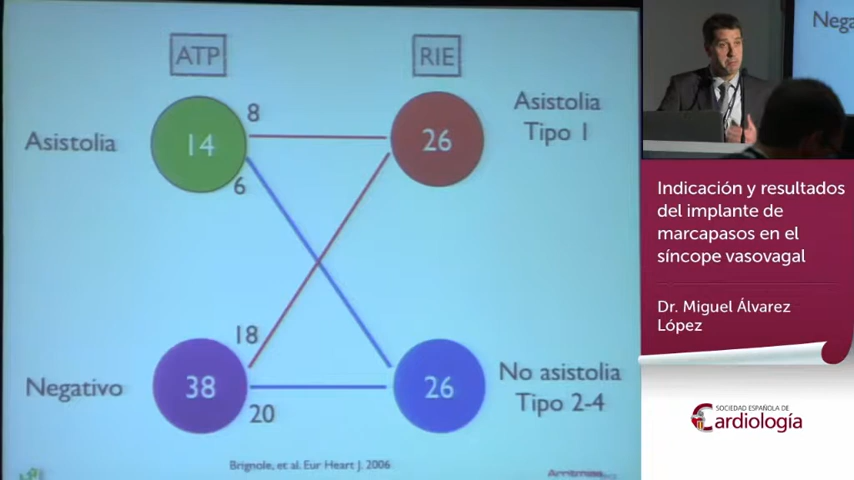 ATP
RIE
Asistolia
14
8
6
26
Asistolia
Tipo 1
Negativo
38
18
20
26
No asistolia
Tipo 2-4
Brignole, et al. Eur Heart J. 2006
Arritmias
Nega
Indicación y resultados
del implante de
marcapasos en el
síncope vasovagal
Dr. Miguel Álvarez
López
SOCIEDAD ESPAÑOLA DE
Cardiología